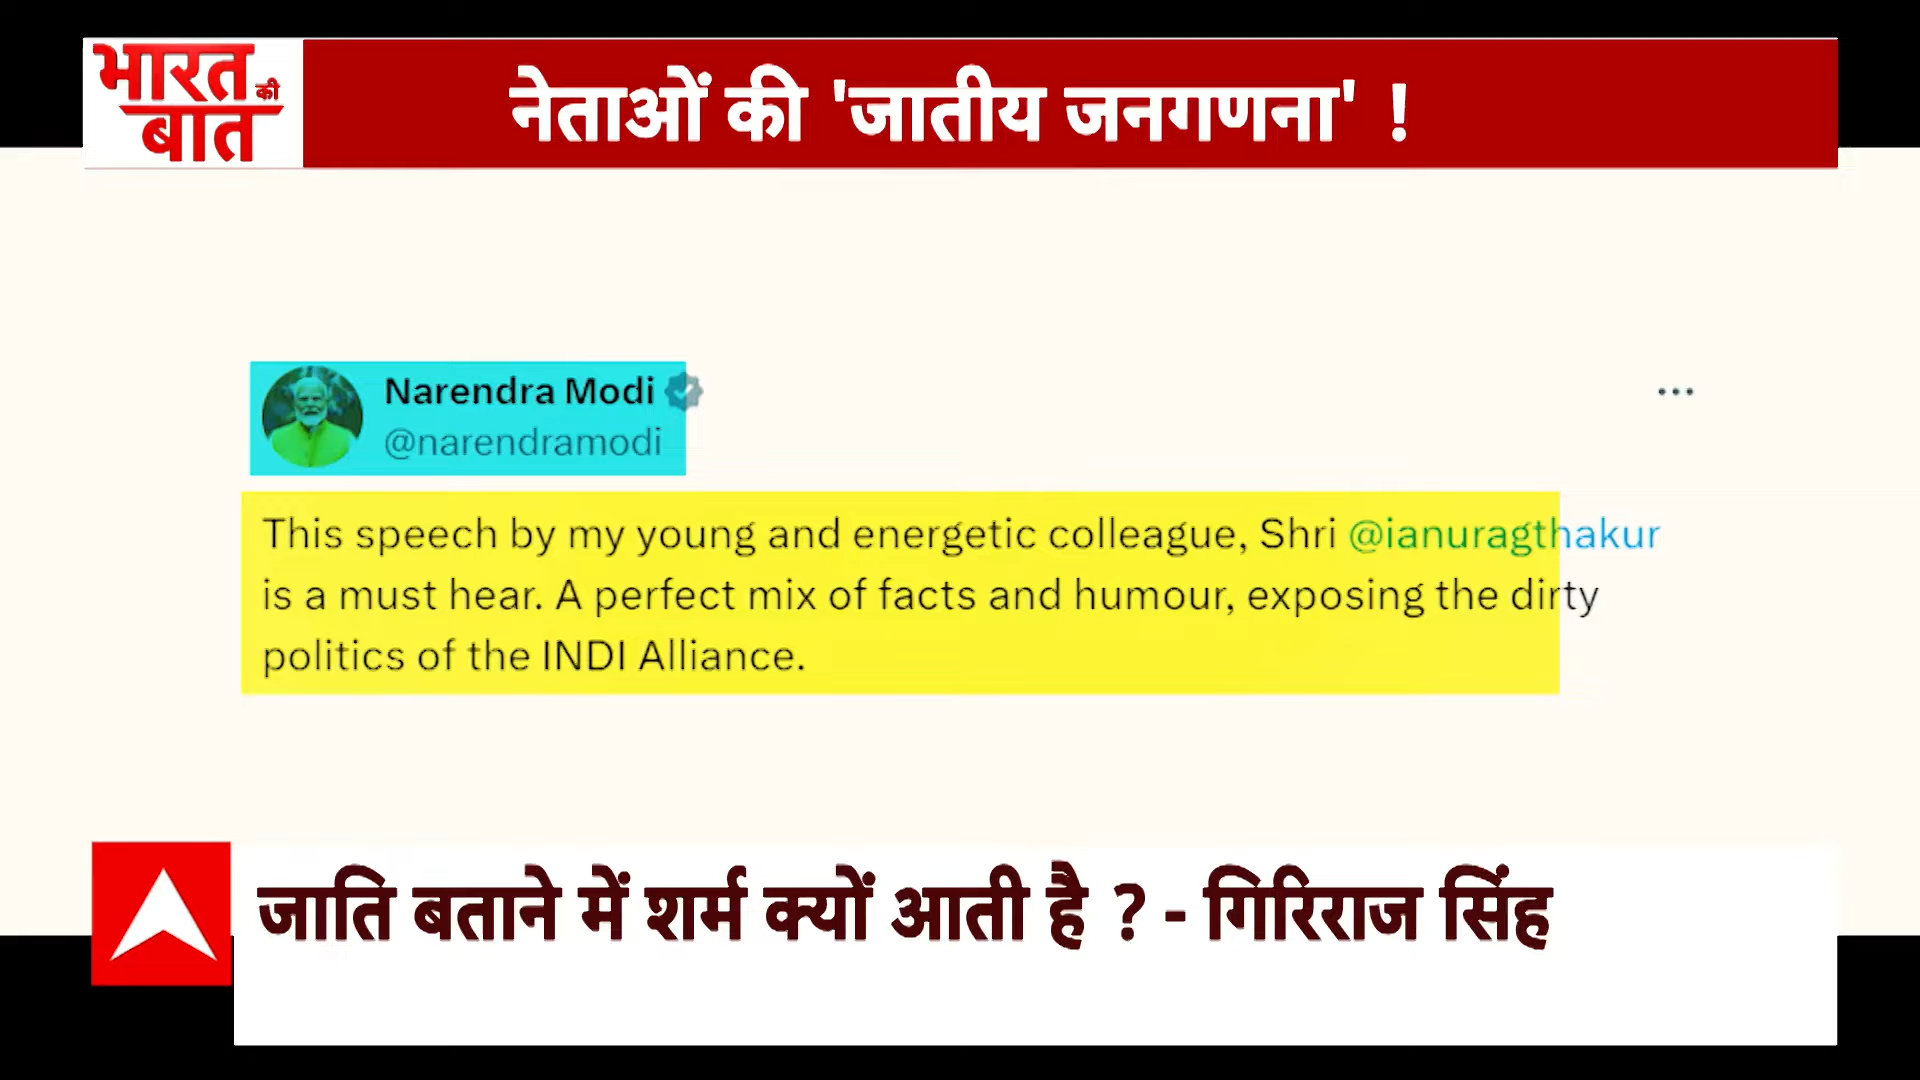 भारत की
बात
नेताओं की 'जातीय जनगणना' !
Narendra Modi
@narendramodi
This speech by my young and energetic colleague, Shri @ianuragthakur
is a must hear. A perfect mix of facts and humour, exposing the dirty
politics of the INDI Alliance.
जाति बताने में शर्म क्यों आती है ? - गिरिराज सिंह